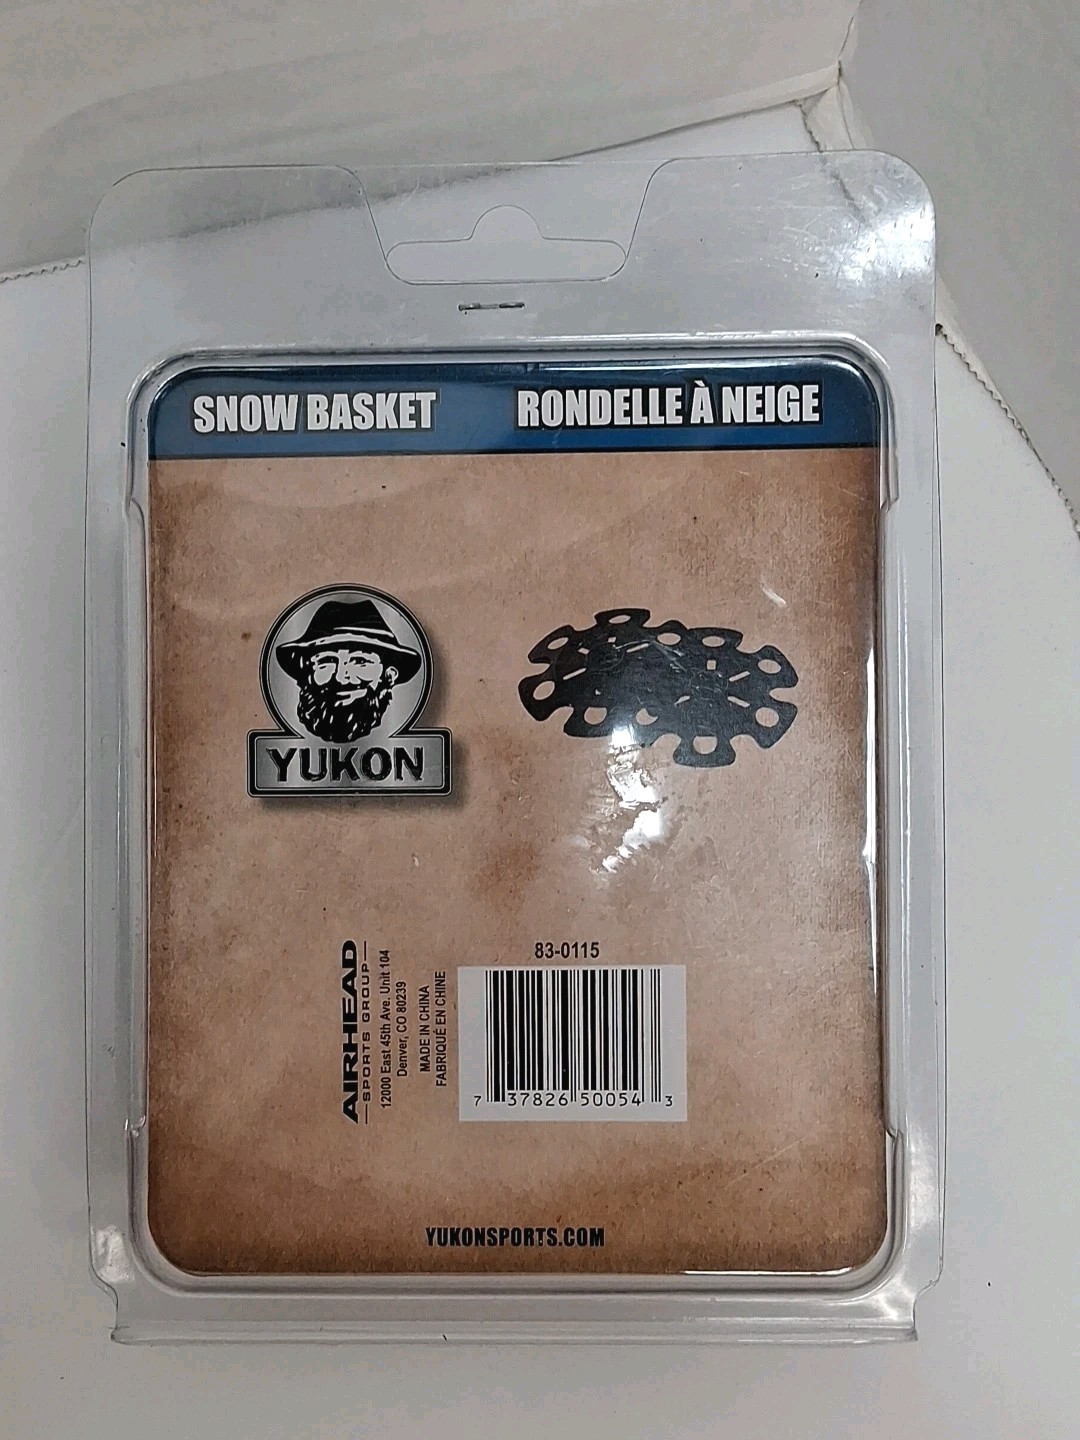 SNOW BASKET
RONDELLE À NEIGE
YUKON
AIRHEAD
SPORTS GROUP
12000 East 45th Ave. Unit 104
Denver, CO 80239
MADE IN CHINA
FABRIQUÉ EN CHINE
83-0115
7 37826 50054 3
YUKONSPORTS.COM